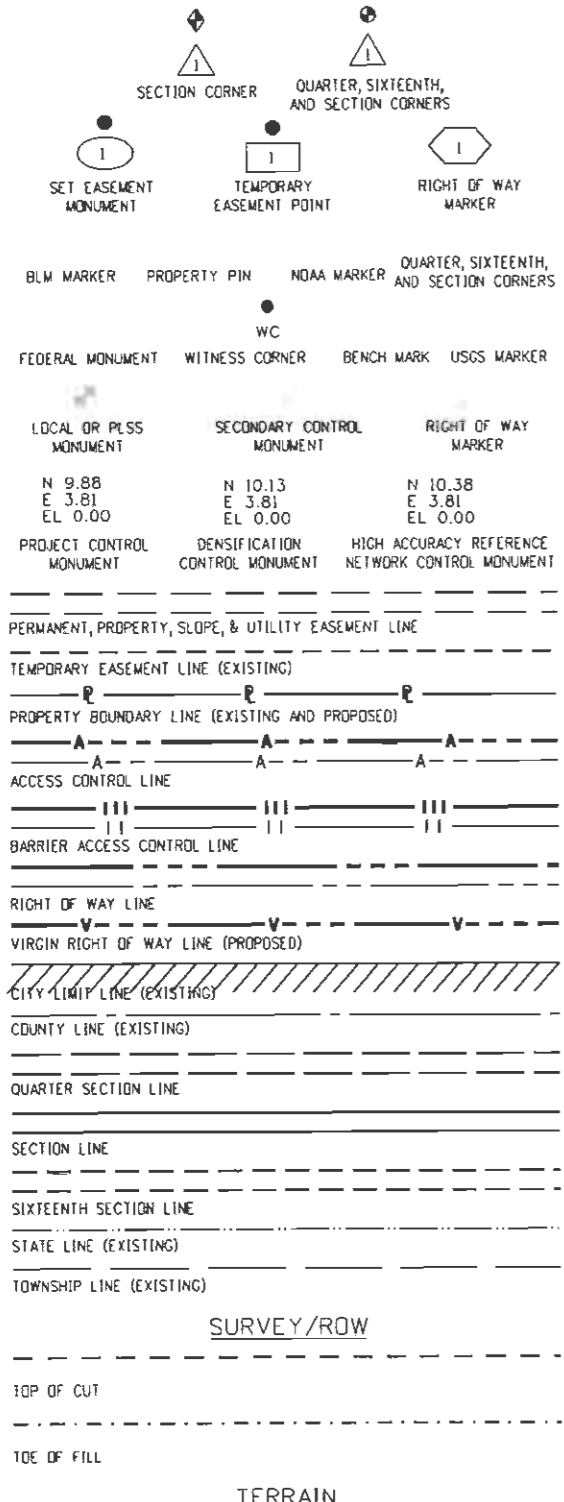 1
1
SECTION CORNER
QUARTER, SIXTEENTH,
AND SECTION CORNERS
1
1
1
SET EASEMENT
MONUMENT
TEMPORARY
EASEMENT POINT
RIGHT OF WAY
MARKER
BLM MARKER
PROPERTY PIN
NOAA MARKER
QUARTER, SIXTEENTH,
AND SECTION CORNERS
WC
FEDERAL MONUMENT
WITNESS CORNER
BENCH MARK
USGS MARKER
LOCAL OR PLSS
MONUMENT
SECONDARY CONTROL
MONUMENT
RIGHT OF WAY
MARKER
N 9.88
E 3.81
EL 0.00
N 10.13
E 3.81
EL 0.00
N 10.38
E 3.81
EL 0.00
PROJECT CONTROL
MONUMENT
DENSIFICATION
CONTROL MONUMENT
HIGH ACCURACY REFERENCE
NETWORK CONTROL MONUMENT
PERMANENT, PROPERTY, SLOPE, & UTILITY EASEMENT LINE
TEMPORARY EASEMENT LINE (EXISTING)
PL PL PL
PROPERTY BOUNDARY LINE (EXISTING AND PROPOSED)
A A A
A A A
ACCESS CONTROL LINE
BARRIER ACCESS CONTROL LINE
RIGHT OF WAY LINE
V V V
VIRGIN RIGHT OF WAY LINE (PROPOSED)
CITY LIMIT LINE (EXISTING)
COUNTY LINE (EXISTING)
QUARTER SECTION LINE
SECTION LINE
SIXTEENTH SECTION LINE
STATE LINE (EXISTING)
TOWNSHIP LINE (EXISTING)
SURVEY/ROW
TOP OF CUT
TOE OF FILL
TERRAIN